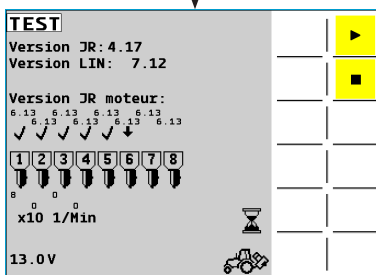 TEST
Version JR: 4.17
Version LIN: 7.12
Version JR moteur:
6.13 6.13 6.13 6.13
6.13 6.13 6.13 6.13
1 2 3 4 5 6 7 8
8 0
0 0
x10 1/Min
13.0V